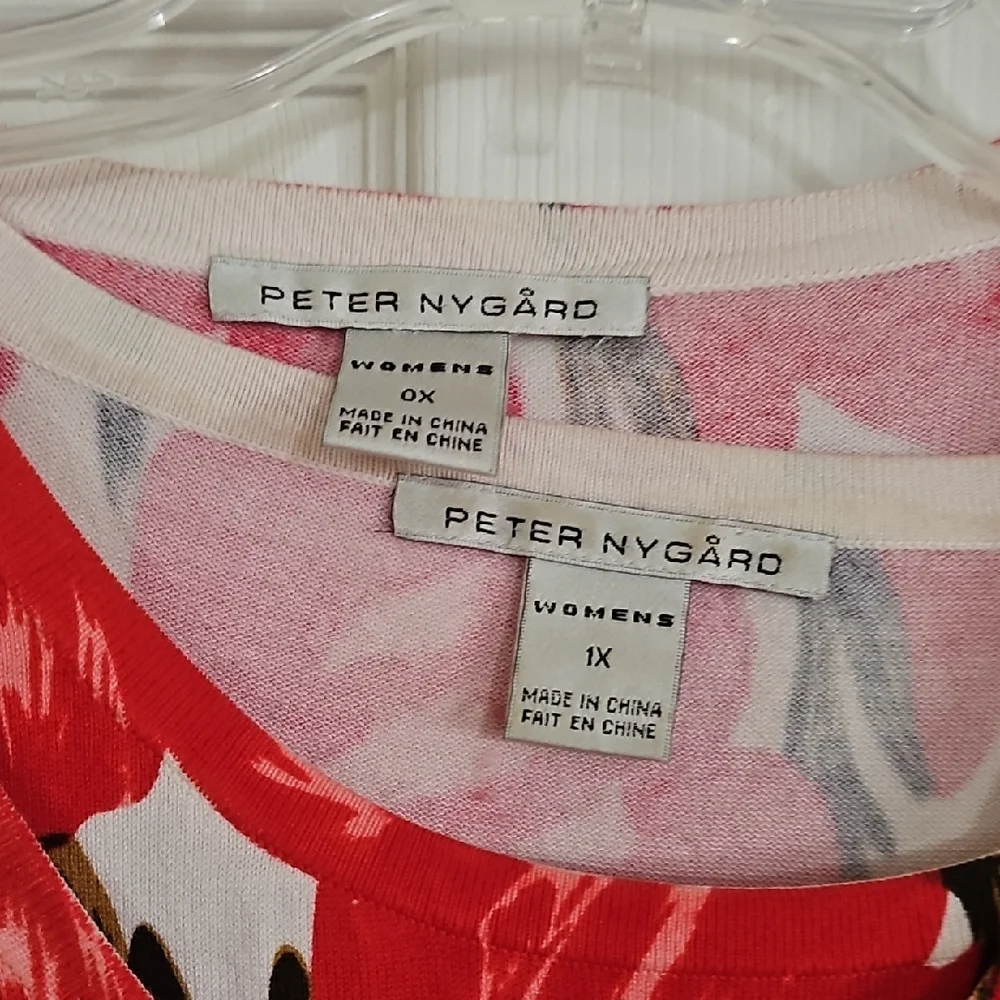 PETER NYGÅRD
WOMENS
0X
MADE IN CHINA
FAIT EN CHINE
PETER NYGÅRD
WOMENS
1X
MADE IN CHINA
FAIT EN CHINE